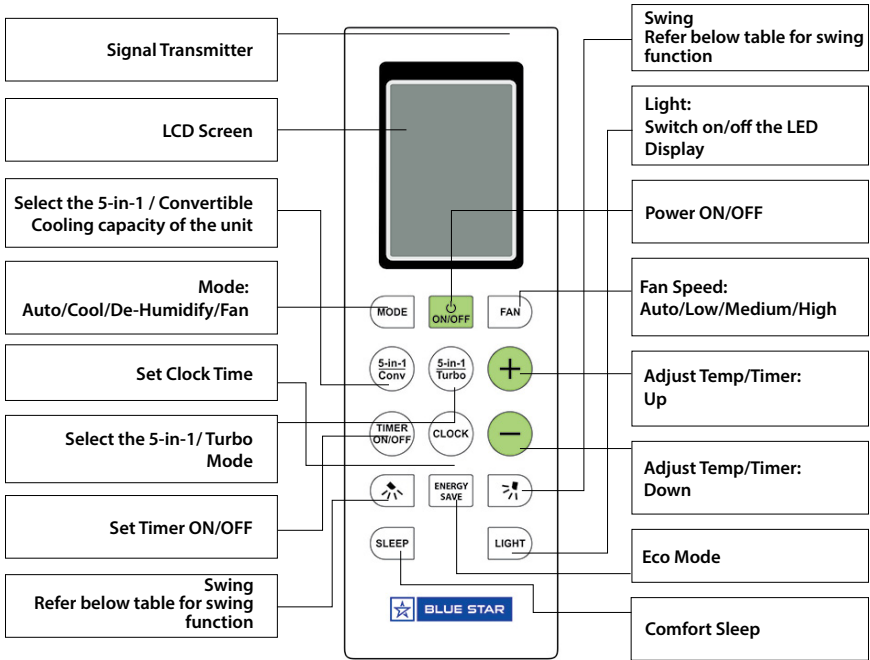 Signal Transmitter
LCD Screen
Select the 5-in-1 / Convertible
Cooling capacity of the unit
Mode:
Auto/Cool/De-Humidify/Fan
Set Clock Time
Select the 5-in-1/ Turbo
Mode
Set Timer ON/OFF
Swing
Refer below table for swing
function
MODE
ON/OFF
FAN
5-in-1
Conv
5-in-1
Turbo
+
TIMER
ON/OFF
CLOCK
−
ENERGY
SAVE
SLEEP
LIGHT
BLUE STAR
Swing
Refer below table for swing
function
Light:
Switch on/off the LED
Display
Power ON/OFF
Fan Speed:
Auto/Low/Medium/High
Adjust Temp/Timer:
Up
Adjust Temp/Timer:
Down
Eco Mode
Comfort Sleep